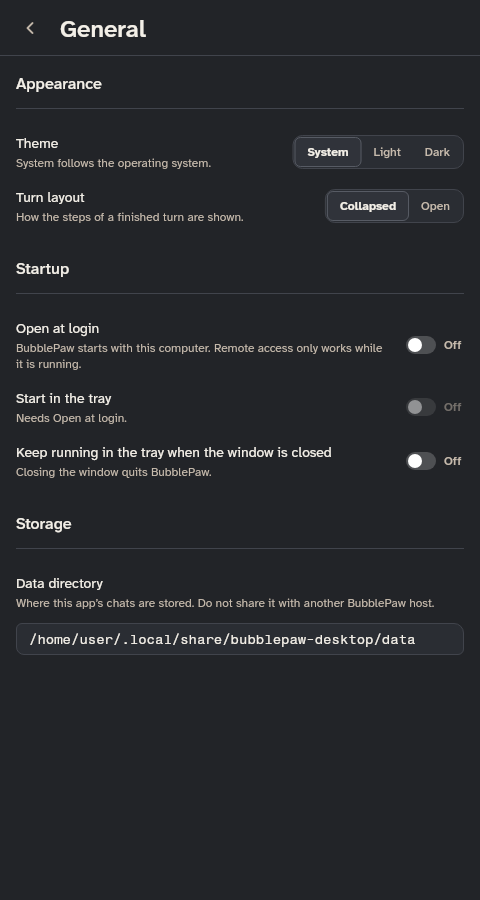 General
Appearance
Theme
System follows the operating system.
System Light Dark
Turn layout
How the steps of a finished turn are shown.
Collapsed Open
Startup
Open at login
BubblePaw starts with this computer. Remote access only works while
it is running.
Off
Start in the tray
Needs Open at login.
Off
Keep running in the tray when the window is closed
Closing the window quits BubblePaw.
Off
Storage
Data directory
Where this app's chats are stored. Do not share it with another BubblePaw host.
/home/user/.local/share/bubblepaw-desktop/data